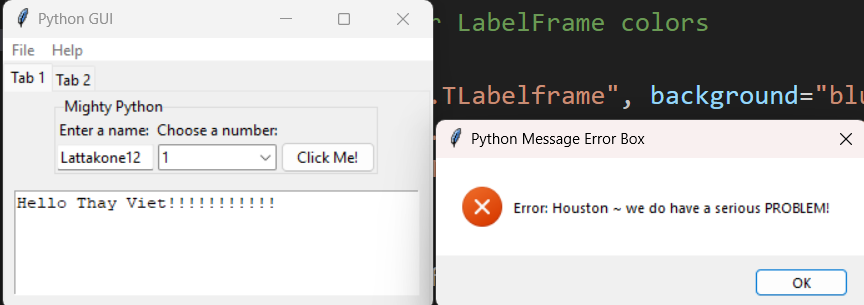 Python GUI
File Help
Tab 1 Tab 2
Mighty Python
Enter a name: Choose a number:
Lattakone12 1 Click Me!
Hello Thay Viet!!!!!!!!!!!
LabelFrame colors
.TLabelframe", background="blu
Python Message Error Box
Error: Houston ~ we do have a serious PROBLEM!
OK